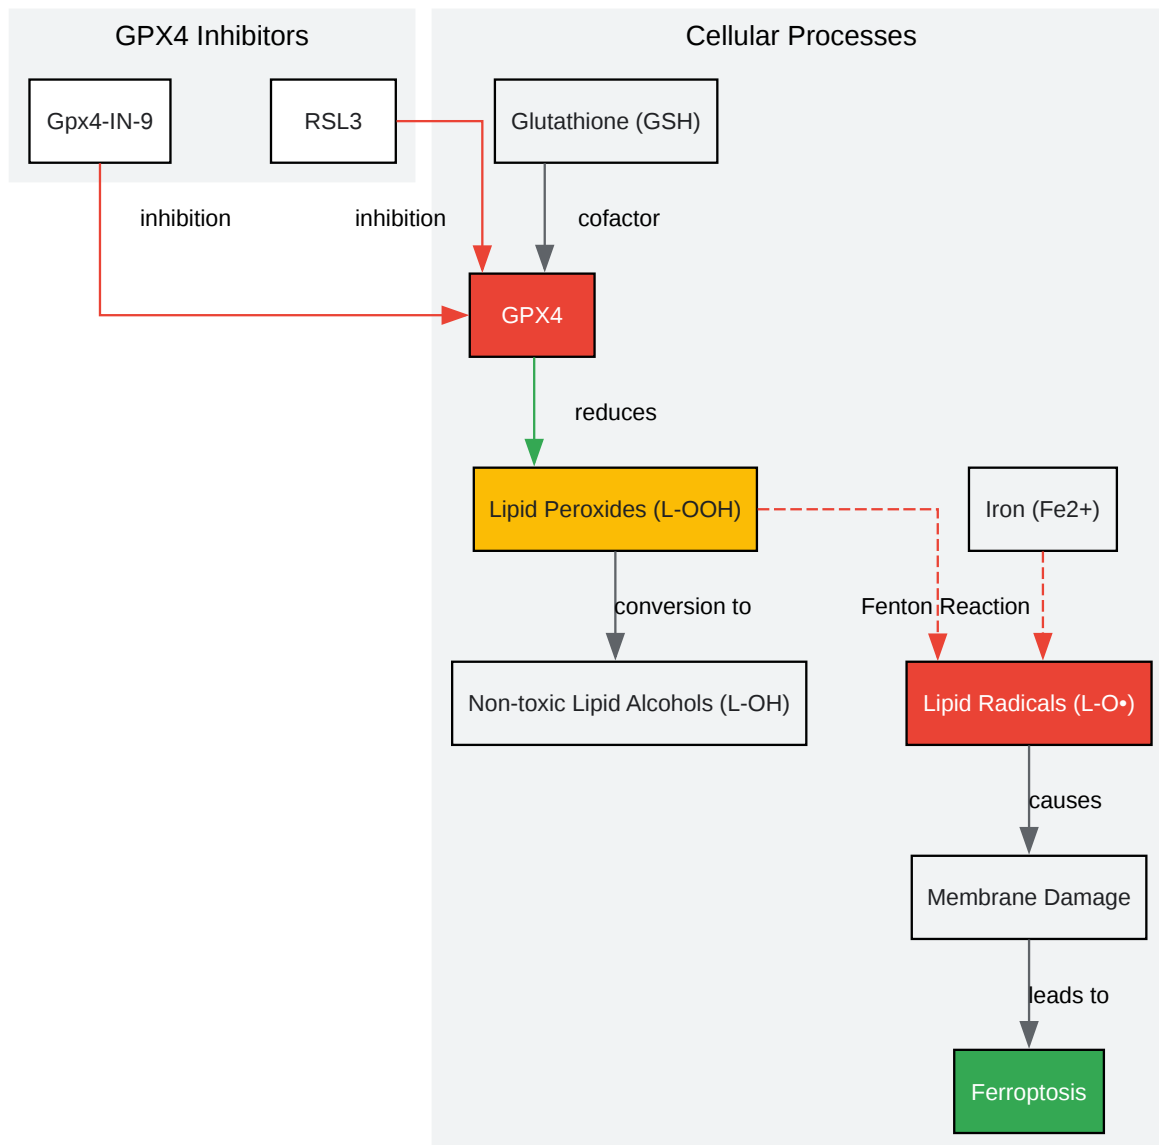 GPX4 Inhibitors
Cellular Processes
Gpx4-IN-9
RSL3
Glutathione (GSH)
inhibition
inhibition
cofactor
GPX4
reduces
Lipid Peroxides (L-OOH)
Iron (Fe2+)
conversion to
Fenton Reaction
Non-toxic Lipid Alcohols (L-OH)
Lipid Radicals (L-O•)
causes
Membrane Damage
leads to
Ferroptosis